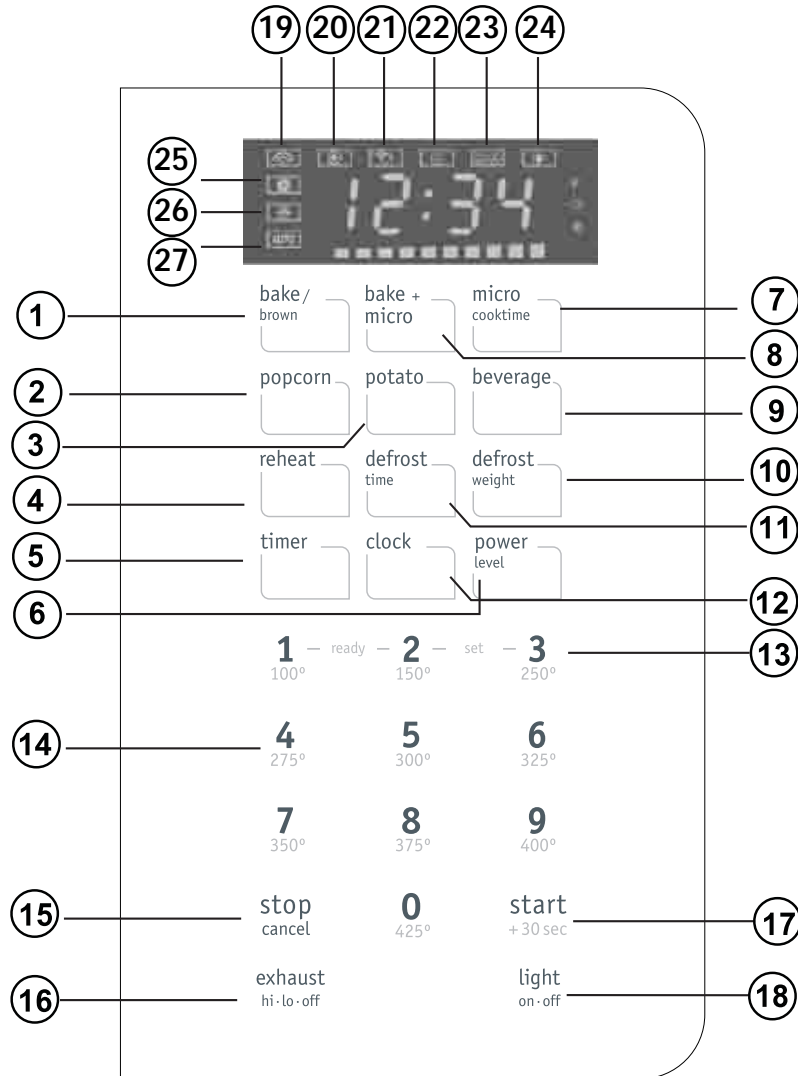 19 20 21 22 23 24
25
26
27
12:34
AUTO
1
bake/ bake + micro
brown micro cooktime
7
8
2
popcorn potato beverage
3
9
reheat defrost defrost
time weight
4
10
11
5
timer clock power
level
6
12
1 – ready – 2 – set – 3
100° 150° 250°
13
14
4 5 6
275° 300° 325°
7 8 9
350° 375° 400°
15
stop 0 start
cancel 425° +30 sec
17
16
exhaust light
hi·lo·off on·off
18